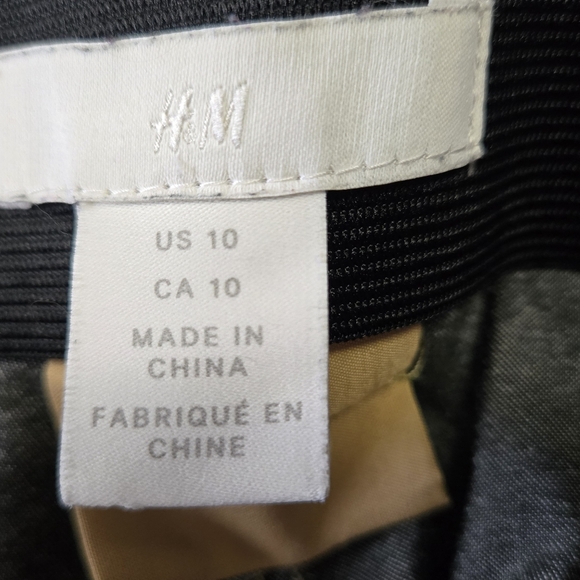 H&M
US 10
CA 10
MADE IN
CHINA
FABRIQUÉ EN
CHINE